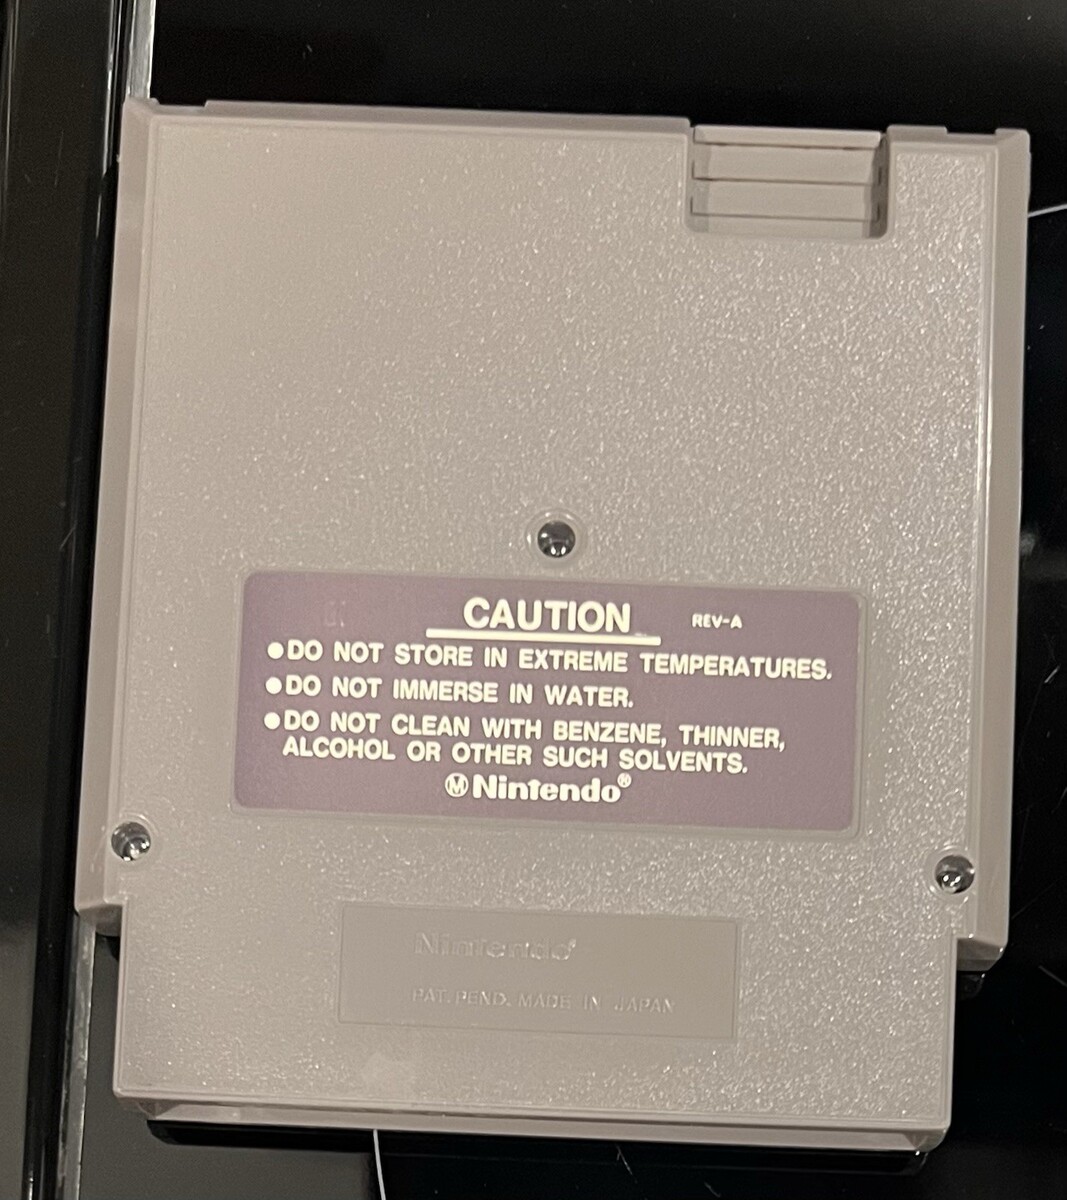 CAUTION REV-A
●DO NOT STORE IN EXTREME TEMPERATURES.
●DO NOT IMMERSE IN WATER.
●DO NOT CLEAN WITH BENZENE, THINNER,
ALCOHOL OR OTHER SUCH SOLVENTS.
Ⓜ Nintendo®
Nintendo®
PAT. PEND. MADE IN JAPAN